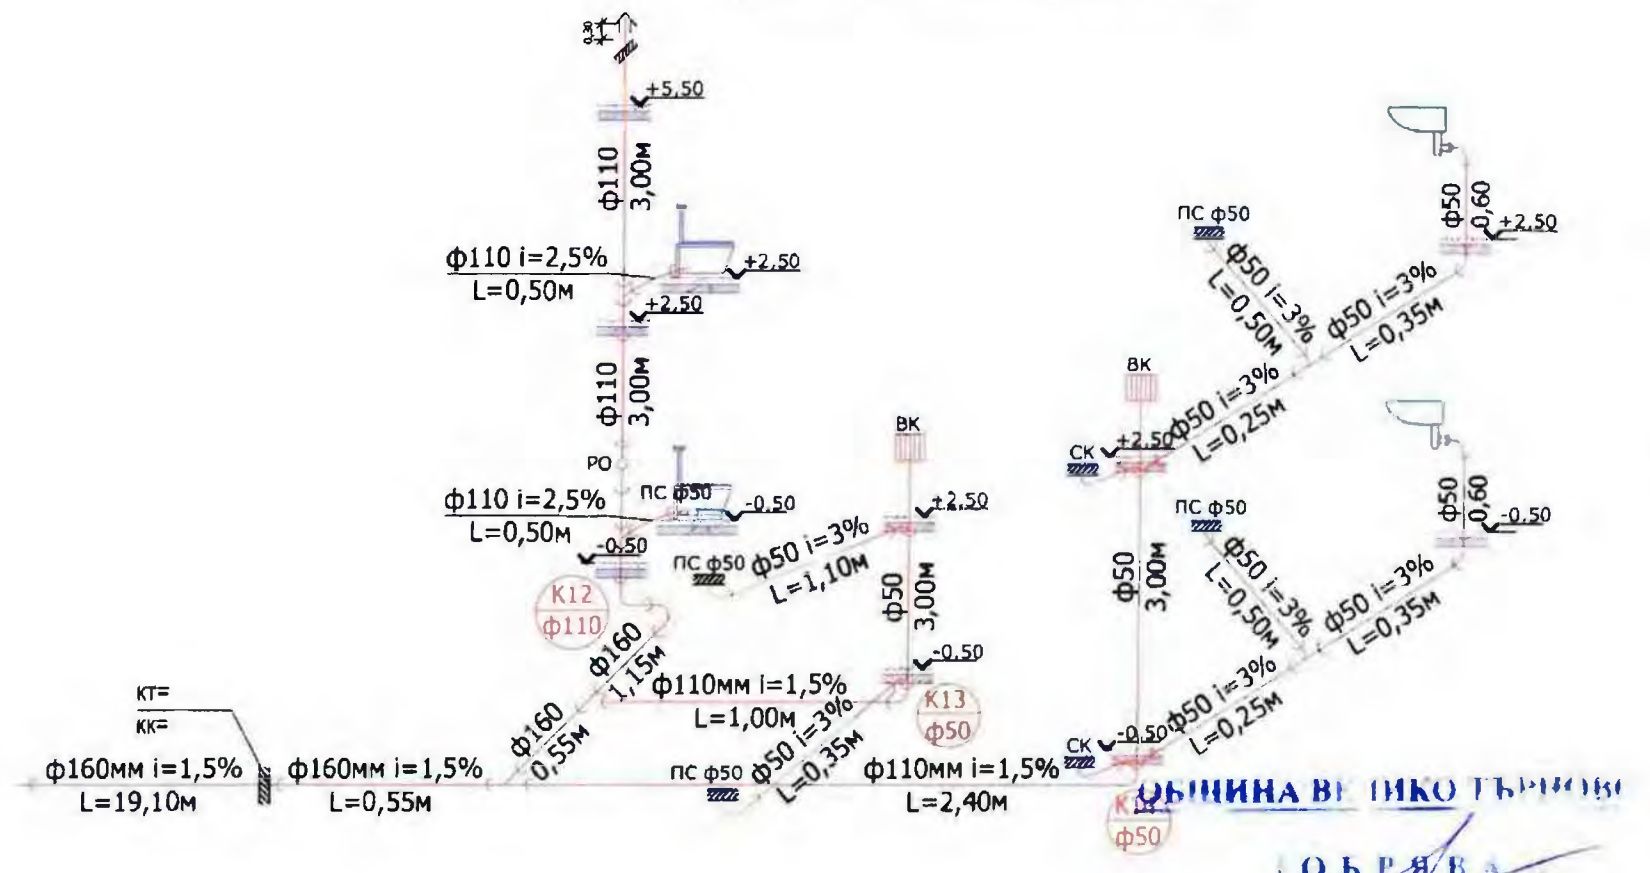 +5,50
ф110
3,00м
ф110 i=2,5%
L=0,50м
+2,50
+2,50
ф110
3,00м
РО
ф110 i=2,5%
L=0,50м
ПС ф50
-0,50
-0,50
К12
ф110
ф160
1,15м
ф160
0,55м
КТ=
КК=
ф160мм i=1,5%
L=19,10м
ф160мм i=1,5%
L=0,55м
ВК
+2,50
ПС ф50
ф50 i=3%
L=1,10м
ф50
3,00м
-0,50
К13
ф50
ф110мм i=1,5%
L=1,00м
ПС ф50
ф50 i=3%
L=0,35м
ф110мм i=1,5%
L=2,40м
ф50
0,60
+2,50
ПС ф50
ф50 i=3%
L=0,50м
ф50 i=3%
L=0,35м
ВК
ф50 i=3%
L=0,25м
+2,50
СК
ф50
3,00м
ф50
0,60
-0,50
ПС ф50
ф50 i=3%
L=0,50м
ф50 i=3%
L=0,35м
ф50 i=3%
L=0,25м
-0,50
СК
ф50
ОБЩИНА ВЕЛИКО ТЪРНОВО